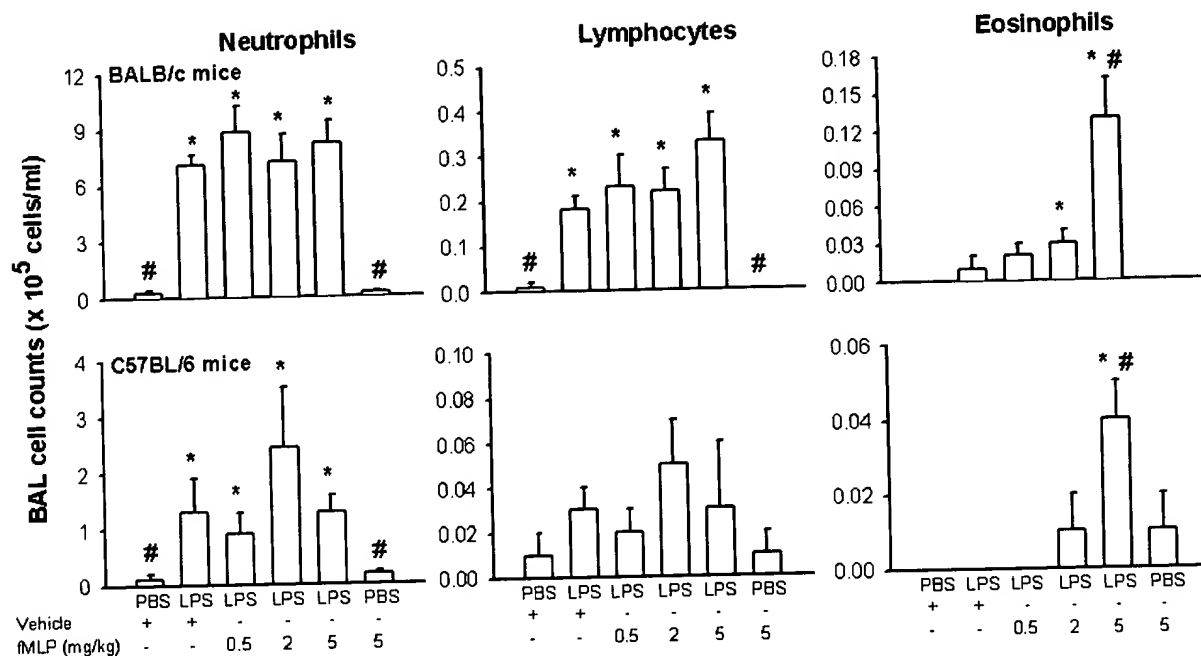 Neutrophils
Lymphocytes
Eosinophils
BAL cell counts (x 10^5 cells/ml)
BALB/c mice
12
9
6
3
0
# * * * * #
0.5
0.4
0.3
0.2
0.1
0.0
# * * * * #
0.18
0.15
0.12
0.09
0.06
0.03
0.00
* * #
C57BL/6 mice
4
3
2
1
0
# * * * * #
0.10
0.08
0.06
0.04
0.02
0.00
0.06
0.04
0.02
0.00
* #
PBS LPS LPS LPS LPS PBS
PBS LPS LPS LPS LPS PBS
PBS LPS LPS LPS LPS PBS
Vehicle + + - - - -
+ + - - - -
+ + - - - -
fMLP (mg/kg) - - 0.5 2 5 5
- - 0.5 2 5 5
- - 0.5 2 5 5